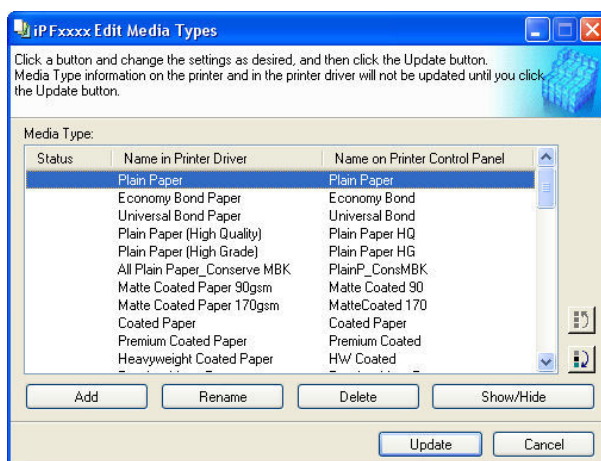 iPFxxxx Edit Media Types
Click a button and change the settings as desired, and then click the Update button.
Media Type information on the printer and in the printer driver will not be updated until you click
the Update button.
Media Type:
Status Name in Printer Driver Name on Printer Control Panel
Plain Paper Plain Paper
Economy Bond Paper Economy Bond
Universal Bond Paper Universal Bond
Plain Paper (High Quality) Plain Paper HQ
Plain Paper (High Grade) Plain Paper HG
All Plain Paper_Conserve MBK PlainP_ConsMBK
Matte Coated Paper 90gsm Matte Coated 90
Matte Coated Paper 170gsm MatteCoated 170
Coated Paper Coated Paper
Premium Coated Paper Premium Coated
Heavyweight Coated Paper HW Coated
Add Rename Delete Show/Hide
Update Cancel